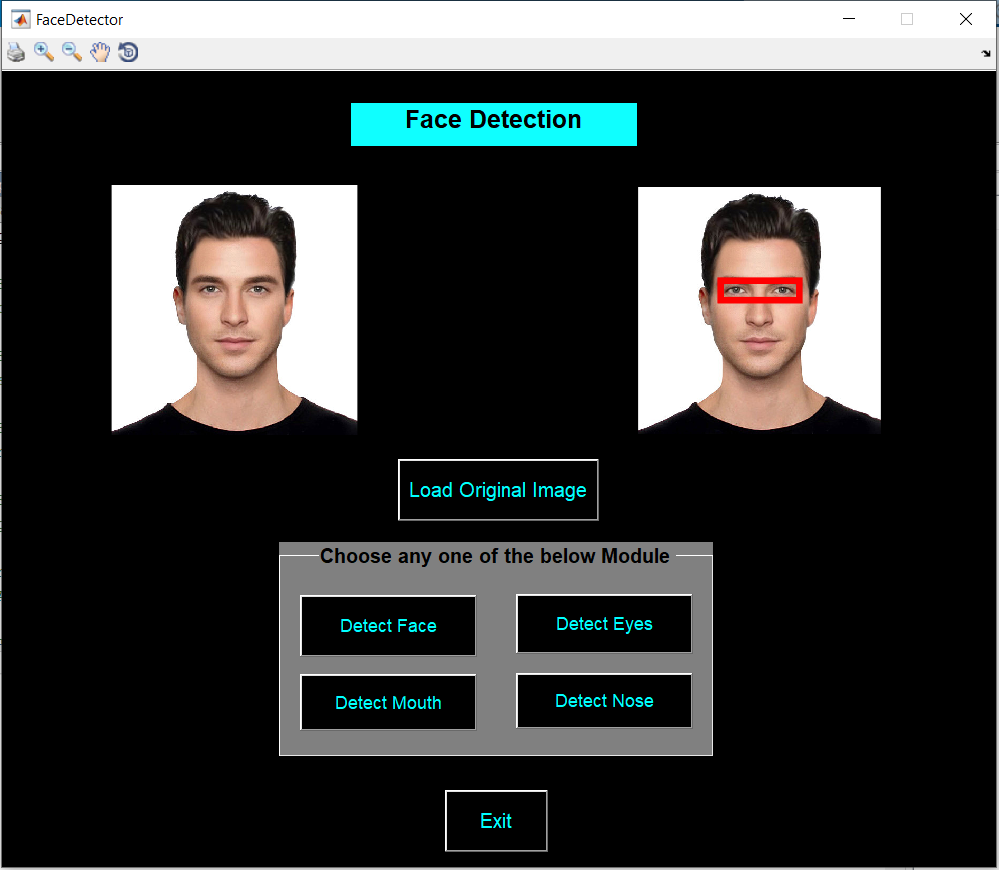 FaceDetector
Face Detection
Load Original Image
Choose any one of the below Module
Detect Face
Detect Eyes
Detect Mouth
Detect Nose
Exit